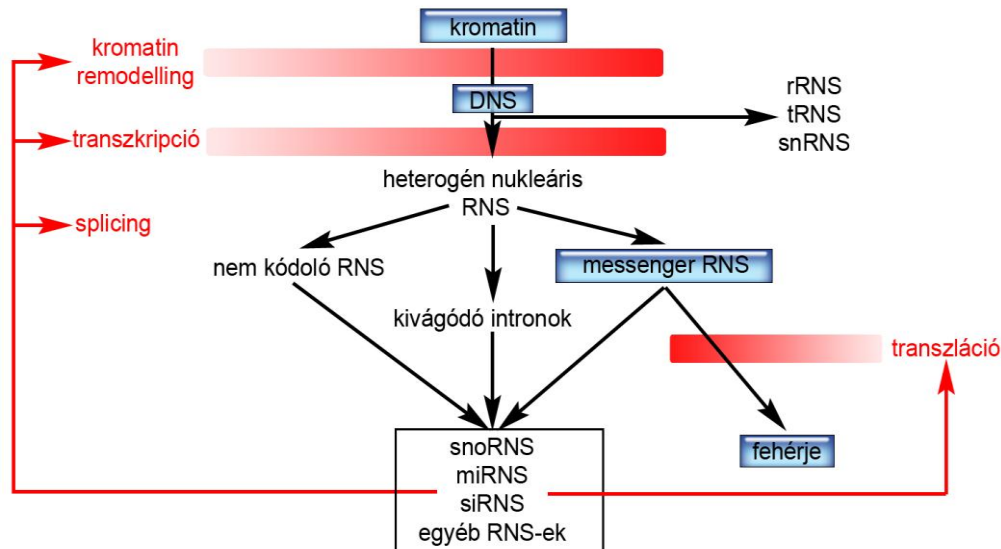 kromatin
kromatin
remodelling
DNS
rRNS
tRNS
snRNS
transzkripció
heterogén nukleáris
RNS
splicing
nem kódoló RNS
messenger RNS
kivágódó intronok
transzláció
fehérje
snoRNS
miRNS
siRNS
egyéb RNS-ek